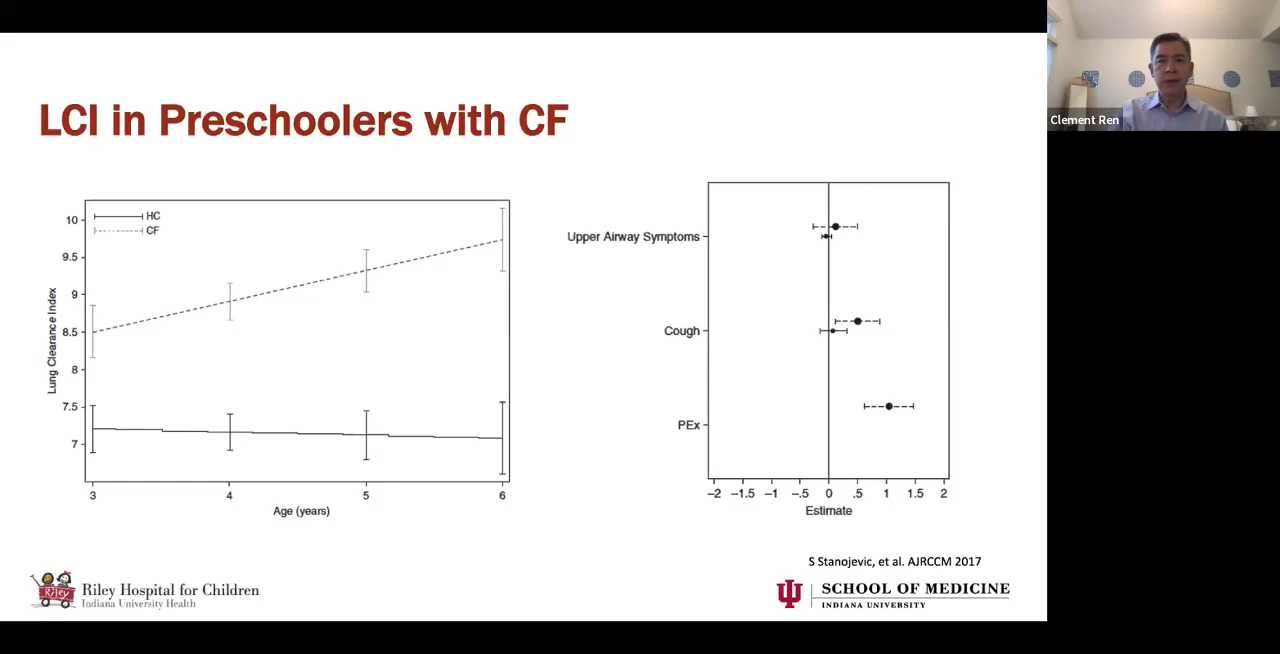 Clement Ren
LCI in Preschoolers with CF
HC
CF
10
9.5
9
8.5
8
7.5
7
Lung Clearance Index
3
4
5
6
Age (years)
Upper Airway Symptoms
Cough
PEx
−2 −1.5 −1 −.5 0 .5 1 1.5 2
Estimate
S Stanojevic, et al. AJRCCM 2017
Riley
Riley Hospital for Children
Indiana University Health
SCHOOL OF MEDICINE
INDIANA UNIVERSITY